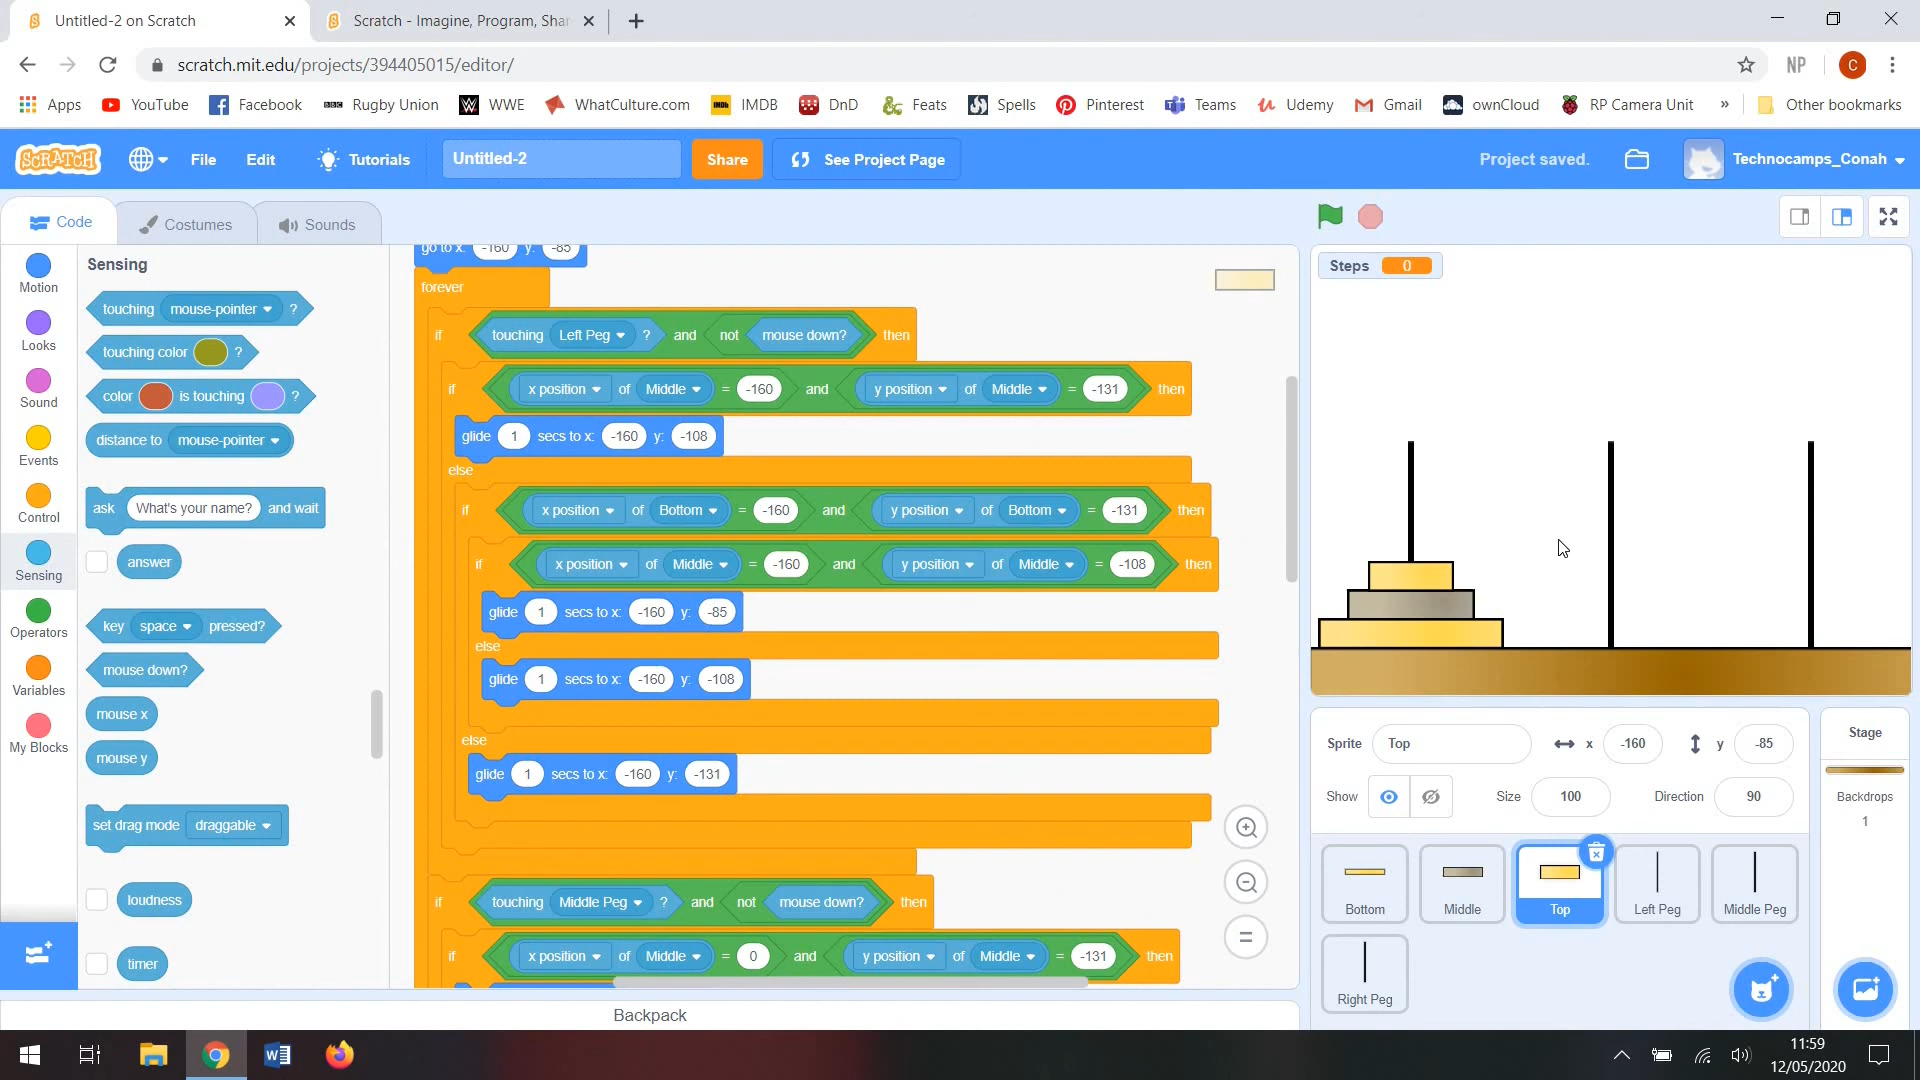 Untitled-2 on Scratch
Scratch - Imagine, Program, Shar
scratch.mit.edu/projects/394405015/editor/
NP
C
Apps YouTube Facebook Rugby Union WWE WhatCulture.com IMDB DnD Feats Spells Pinterest Teams Udemy Gmail ownCloud RP Camera Unit » Other bookmarks
SCRATCH File Edit Tutorials Untitled-2 Share See Project Page Project saved. Technocamps_Conah
Code Costumes Sounds
Motion
Looks
Sound
Events
Control
Sensing
Operators
Variables
My Blocks
Sensing
touching mouse-pointer ?
touching color ?
color is touching ?
distance to mouse-pointer
ask What's your name? and wait
answer
key space pressed?
mouse down?
mouse x
mouse y
set drag mode draggable
loudness
timer
go to x: -160 y: -85
forever
if touching Left Peg ? and not mouse down? then
if x position of Middle = -160 and y position of Middle = -131 then
glide 1 secs to x: -160 y: -108
else
if x position of Bottom = -160 and y position of Bottom = -131 then
if x position of Middle = -160 and y position of Middle = -108 then
glide 1 secs to x: -160 y: -85
else
glide 1 secs to x: -160 y: -108
else
glide 1 secs to x: -160 y: -131
if touching Middle Peg ? and not mouse down? then
if x position of Middle = 0 and y position of Middle = -131 then
Backpack
Steps 0
Sprite Top x -160 y -85
Show Size 100 Direction 90
Bottom Middle Top Left Peg Middle Peg
Right Peg
Stage
Backdrops
1
11:59
12/05/2020